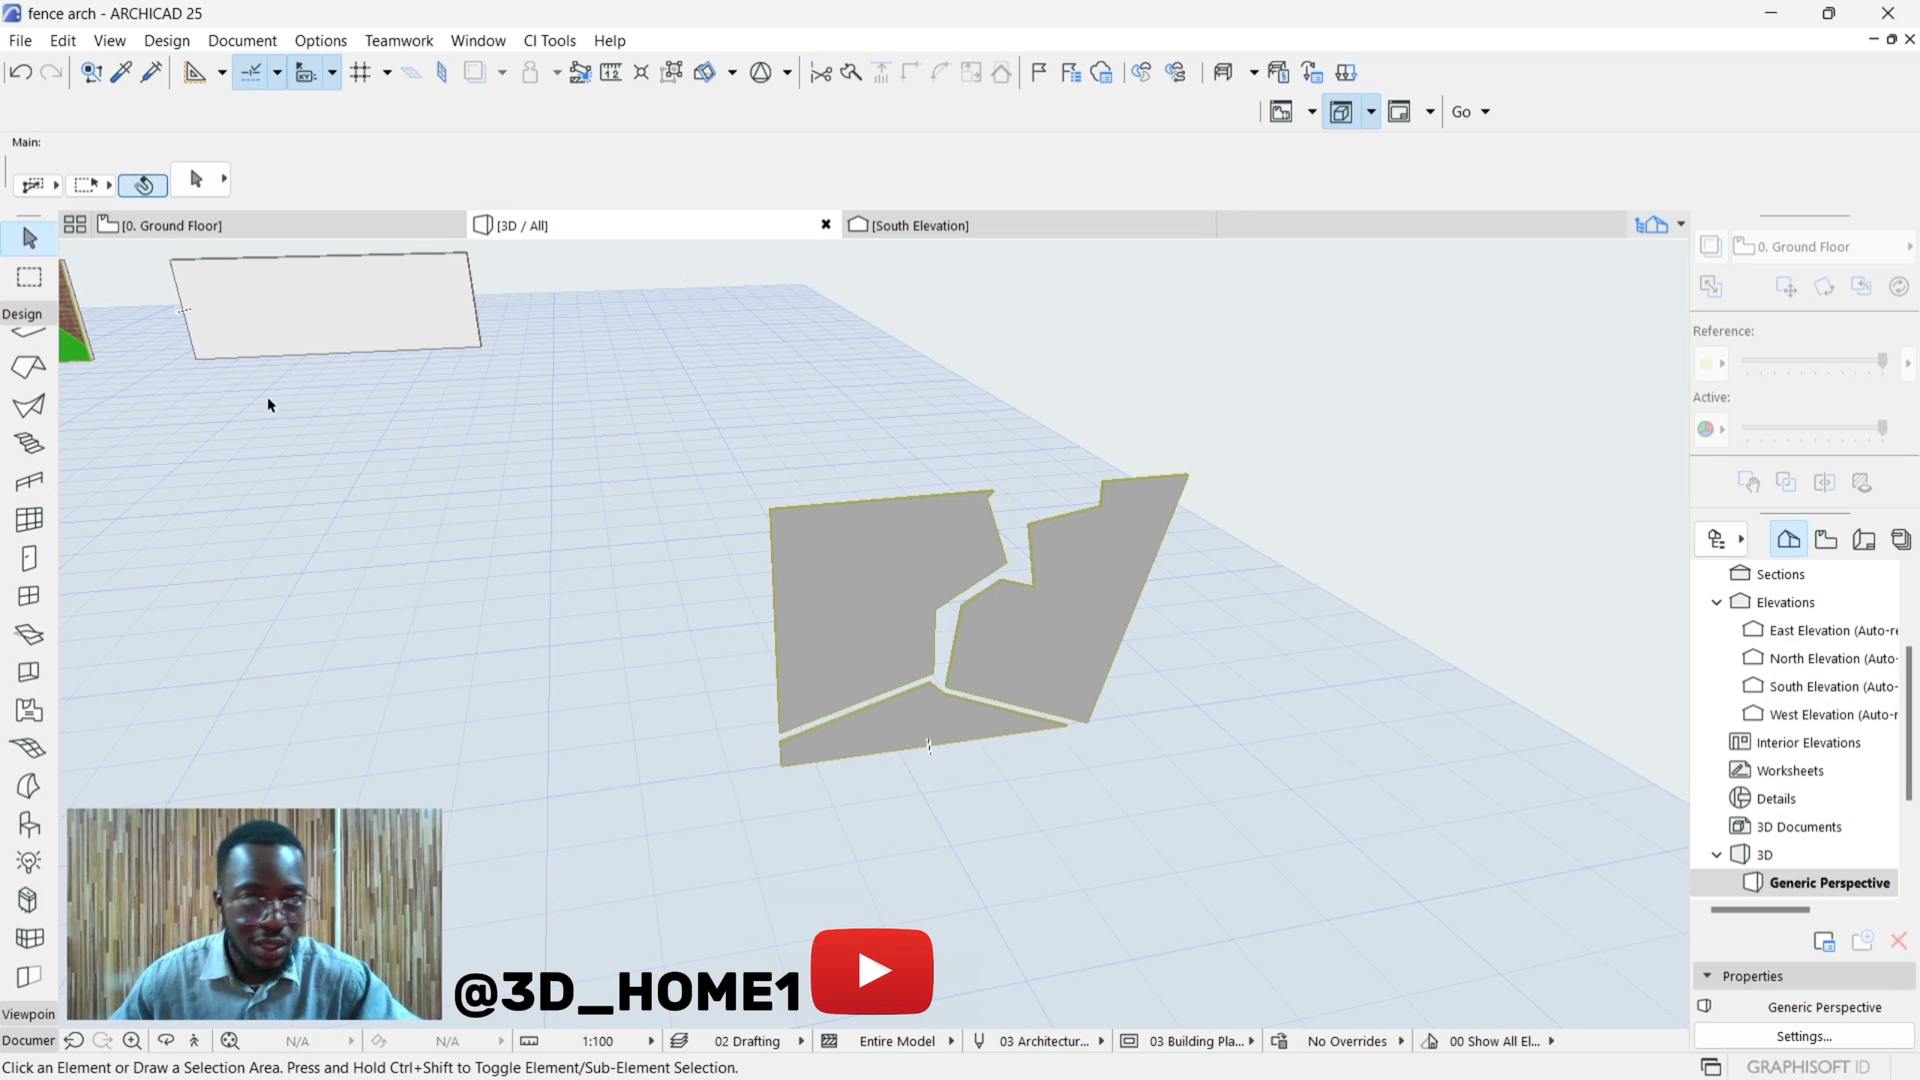 fence arch - ARCHICAD 25
File Edit View Design Document Options Teamwork Window CI Tools Help
Go
Main:
[0. Ground Floor] [3D / All] [South Elevation]
0. Ground Floor
Design
Reference:
Active:
Sections
Elevations
East Elevation (Auto-re
North Elevation (Auto-
South Elevation (Auto-
West Elevation (Auto-r
Interior Elevations
Worksheets
Details
3D Documents
3D
Generic Perspective
Properties
Generic Perspective
Settings...
@3D_HOME1
Viewpoin
Documen
N/A N/A 1:100 02 Drafting Entire Model 03 Architectur... 03 Building Pla... No Overrides 00 Show All El...
Click an Element or Draw a Selection Area. Press and Hold Ctrl+Shift to Toggle Element/Sub-Element Selection.
GRAPHISOFT ID